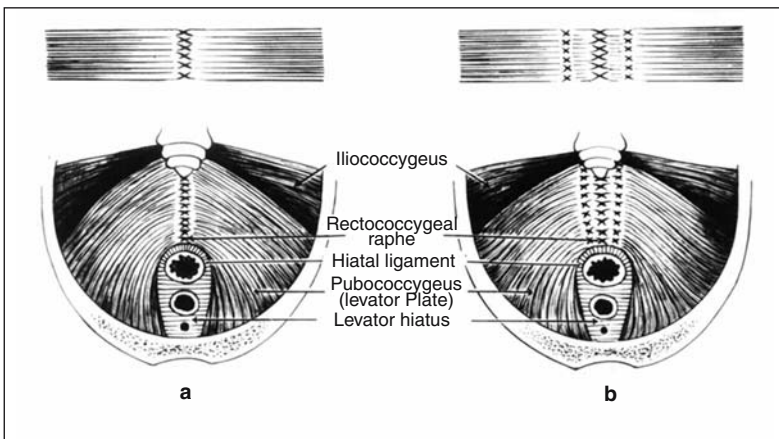 Iliococcygeus
Rectococcygeal
raphe
Hiatal ligament
Pubococcygeus
(levator Plate)
Levator hiatus
a
b